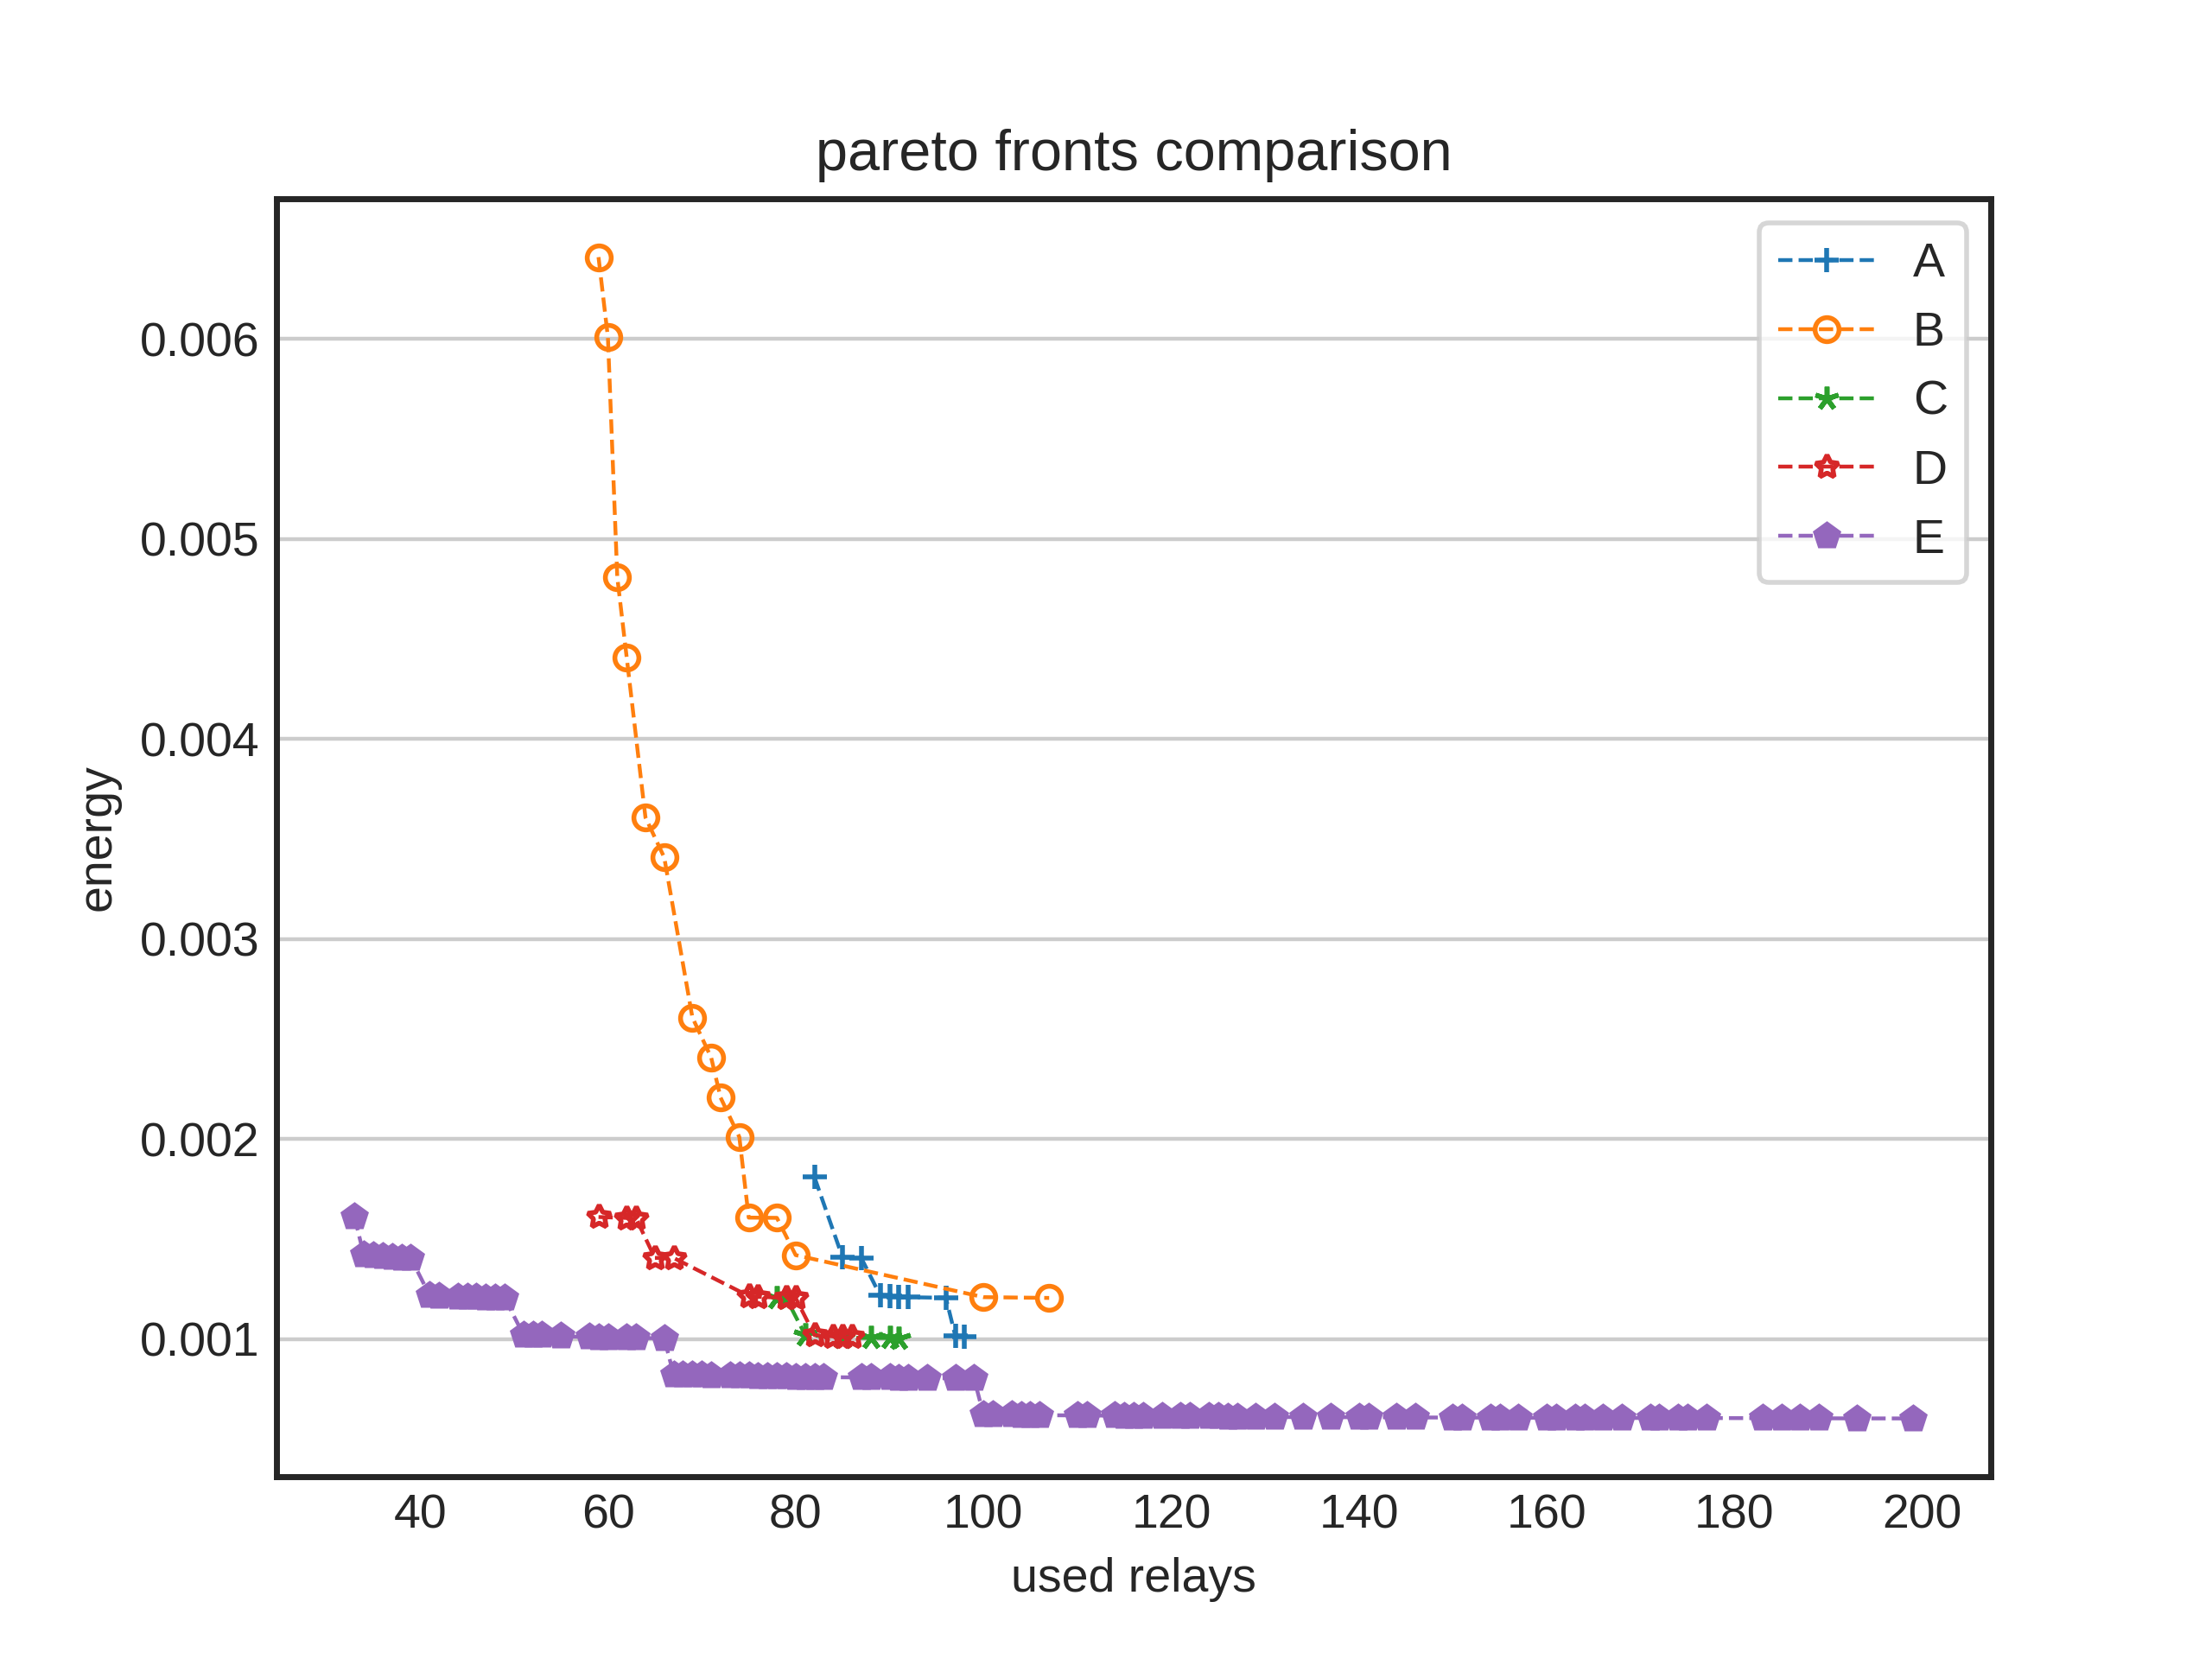 pareto fronts comparison
A
B
C
D
E
0.006
0.005
0.004
0.003
0.002
0.001
energy
40 60 80 100 120 140 160 180 200
used relays